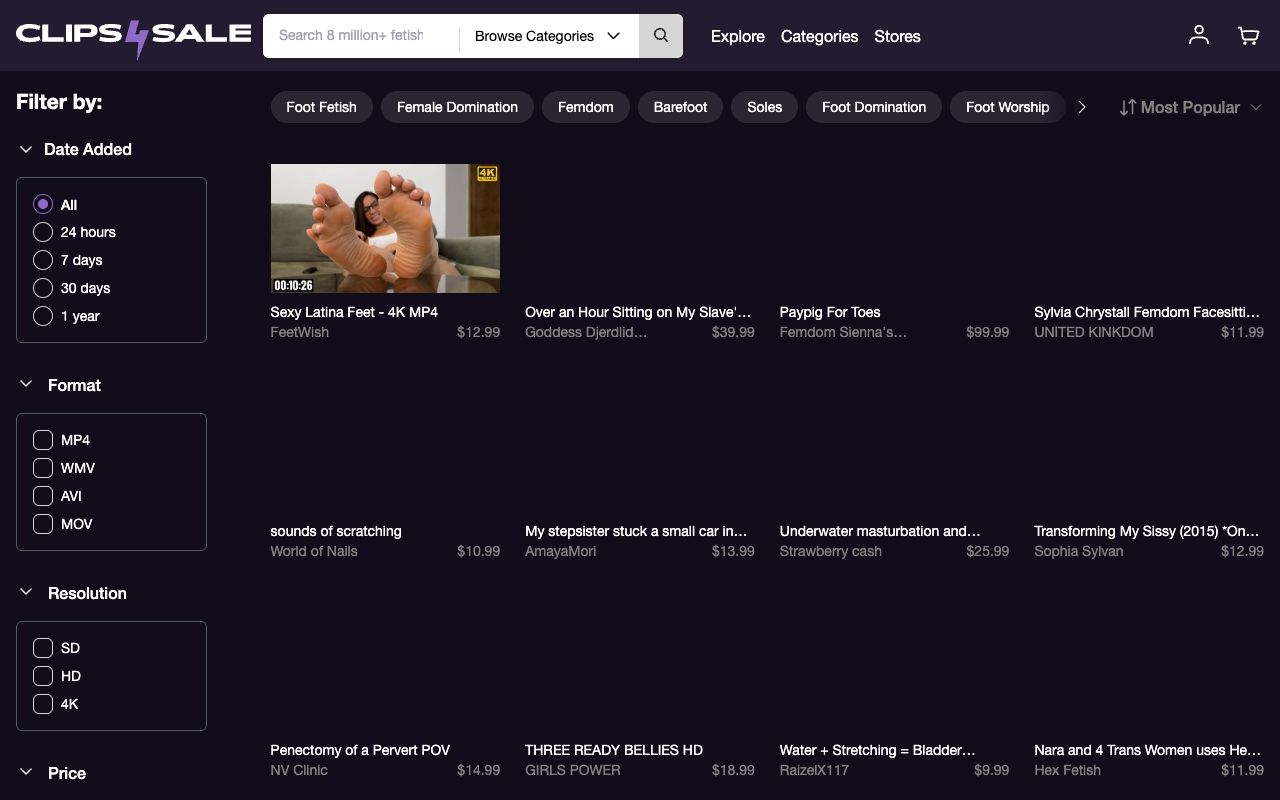 CLIPS4SALE
Search 8 million+ fetish
Browse Categories
Explore
Categories
Stores
Filter by:
Foot Fetish
Female Domination
Femdom
Barefoot
Soles
Foot Domination
Foot Worship
Most Popular
Date Added
All
24 hours
7 days
30 days
1 year
Format
MP4
WMV
AVI
MOV
Resolution
SD
HD
4K
Price
4K
00:10:26
Sexy Latina Feet - 4K MP4
FeetWish $12.99
Over an Hour Sitting on My Slave'...
Goddess Djerdlid... $39.99
Paypig For Toes
Femdom Sienna's... $99.99
Sylvia Chrystall Femdom Facesitti...
UNITED KINKDOM $11.99
sounds of scratching
World of Nails $10.99
My stepsister stuck a small car in...
AmayaMori $13.99
Underwater masturbation and...
Strawberry cash $25.99
Transforming My Sissy (2015) *On...
Sophia Sylvan $12.99
Penectomy of a Pervert POV
NV Clinic $14.99
THREE READY BELLIES HD
GIRLS POWER $18.99
Water + Stretching = Bladder...
RaizelX117 $9.99
Nara and 4 Trans Women uses He...
Hex Fetish $11.99